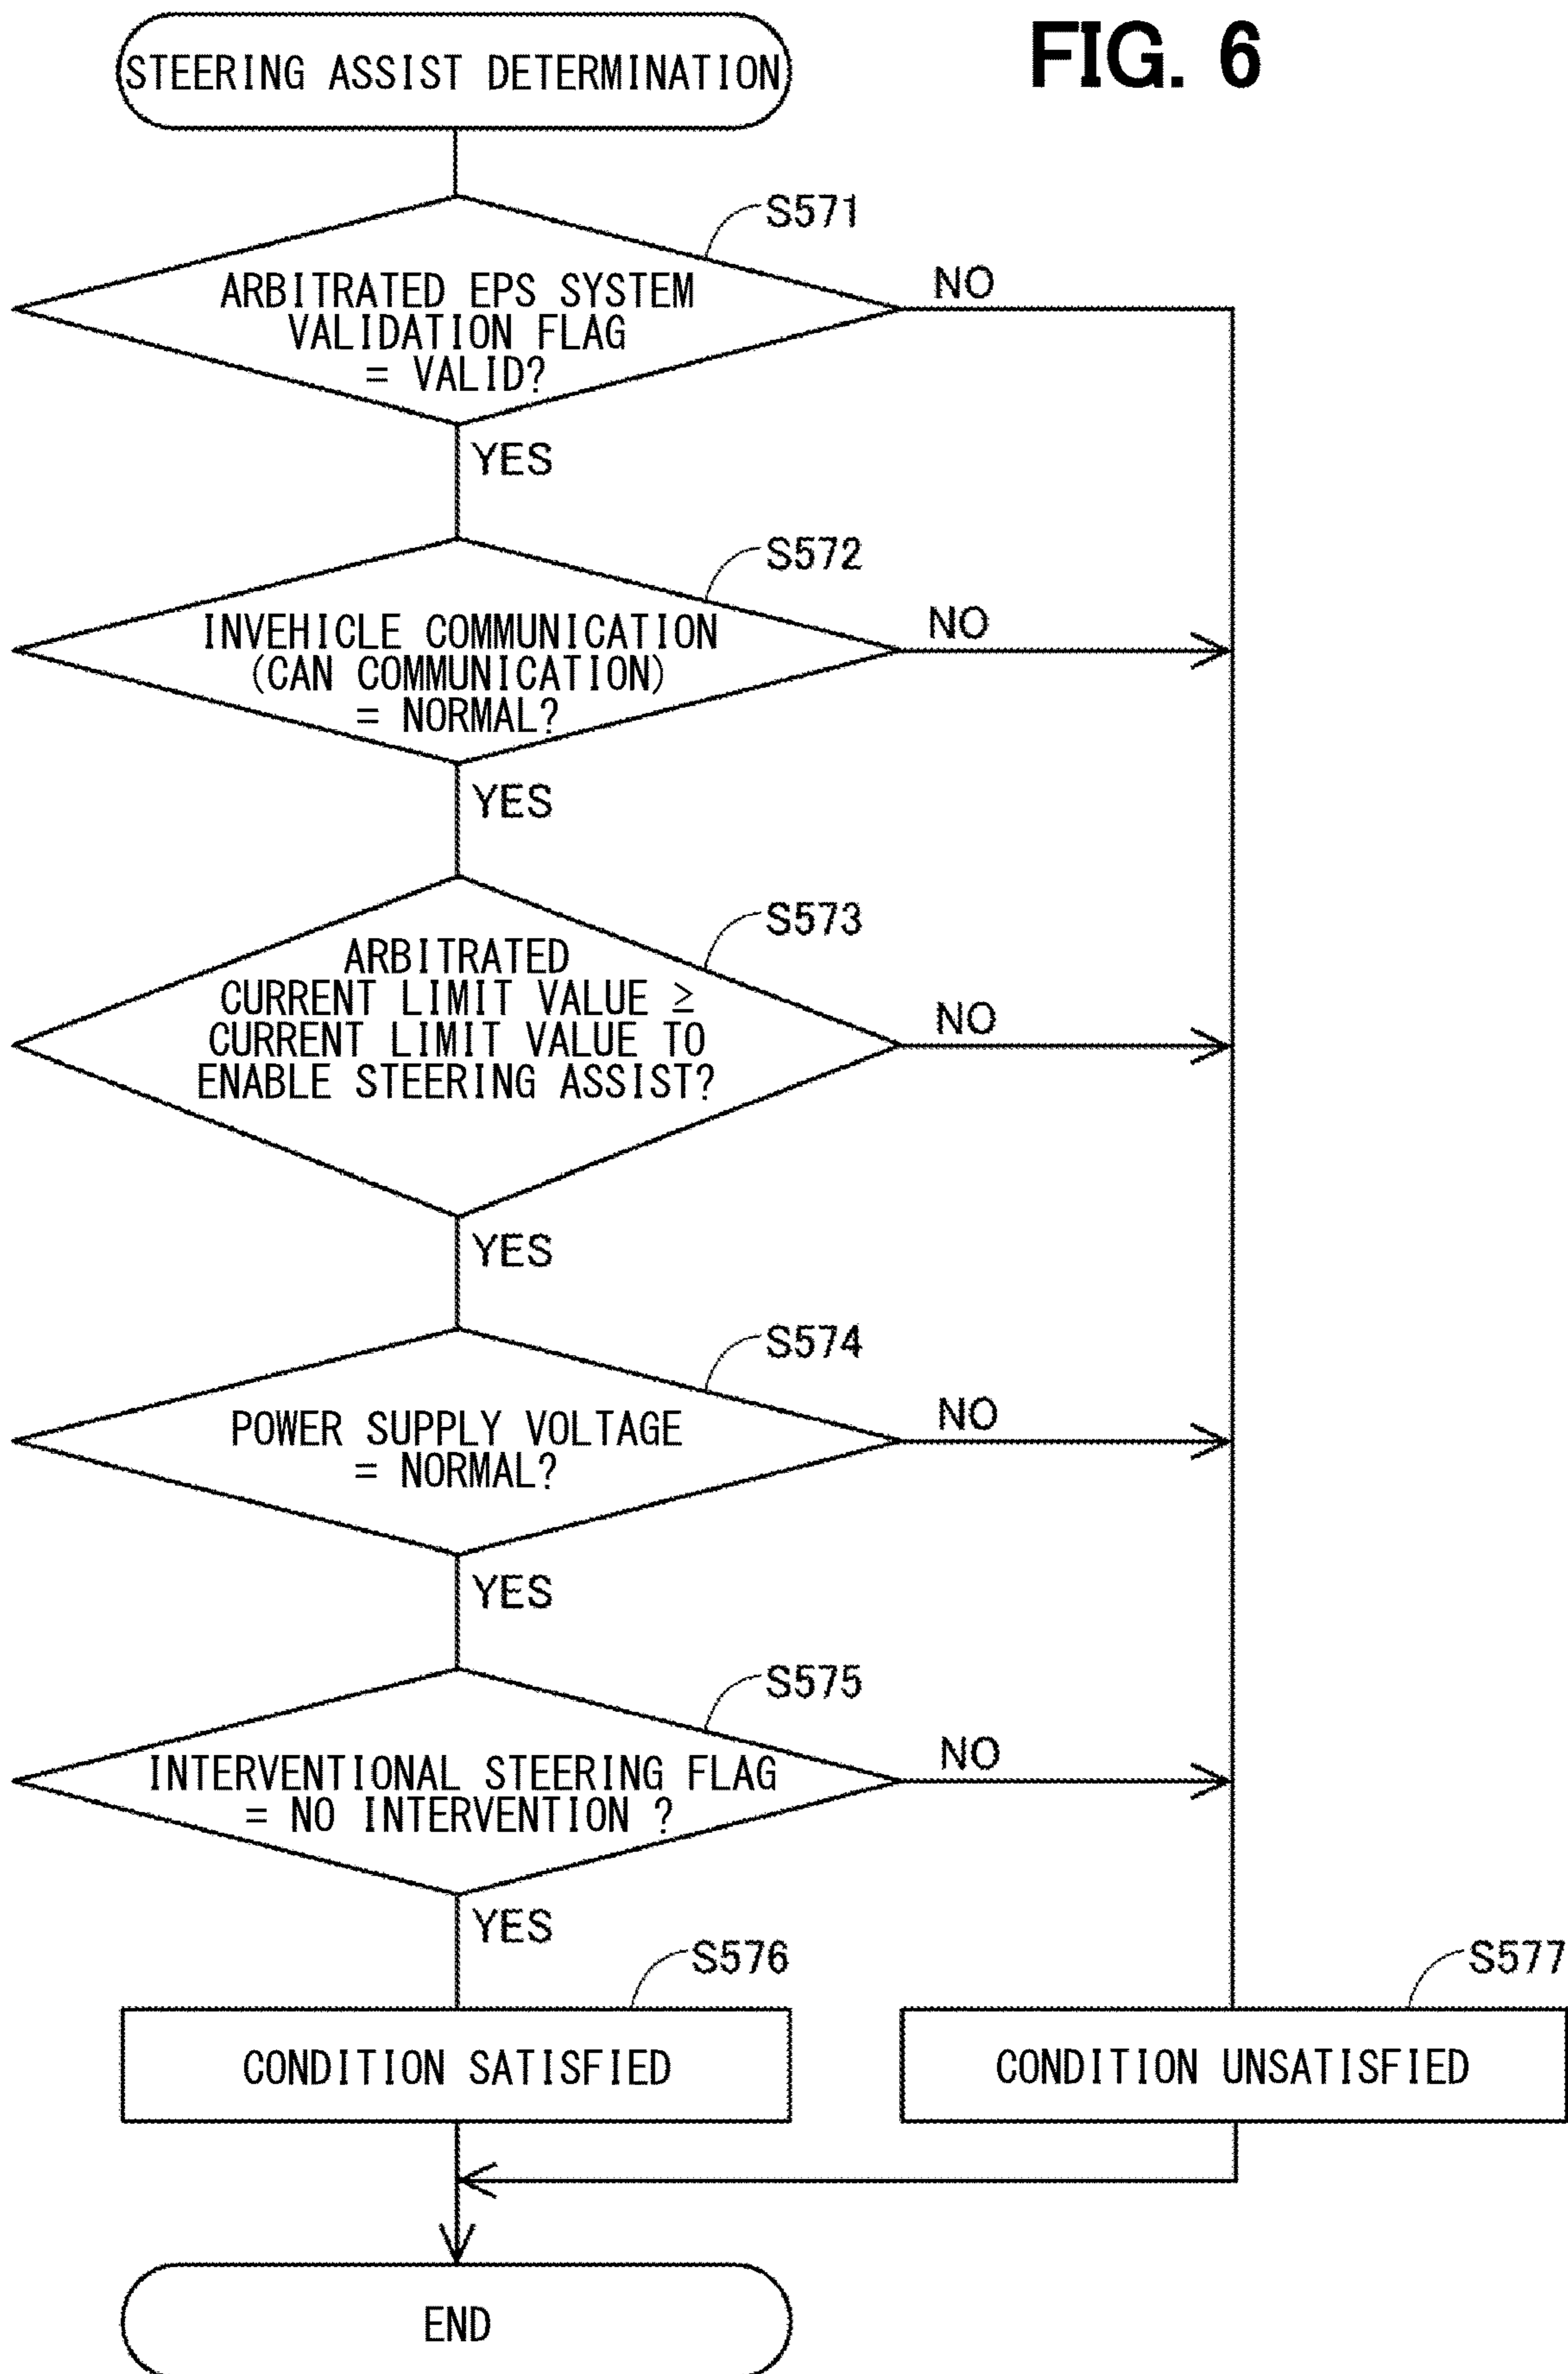 FIG. 6
STEERING ASSIST DETERMINATION
S571
ARBITRATED EPS SYSTEM
VALIDATION FLAG
= VALID?
NO
YES
S572
INVEHICLE COMMUNICATION
(CAN COMMUNICATION)
= NORMAL?
NO
YES
S573
ARBITRATED
CURRENT LIMIT VALUE ≥
CURRENT LIMIT VALUE TO
ENABLE STEERING ASSIST?
NO
YES
S574
POWER SUPPLY VOLTAGE
= NORMAL?
NO
YES
S575
INTERVENTIONAL STEERING FLAG
= NO INTERVENTION ?
NO
YES
S576
CONDITION SATISFIED
S577
CONDITION UNSATISFIED
END